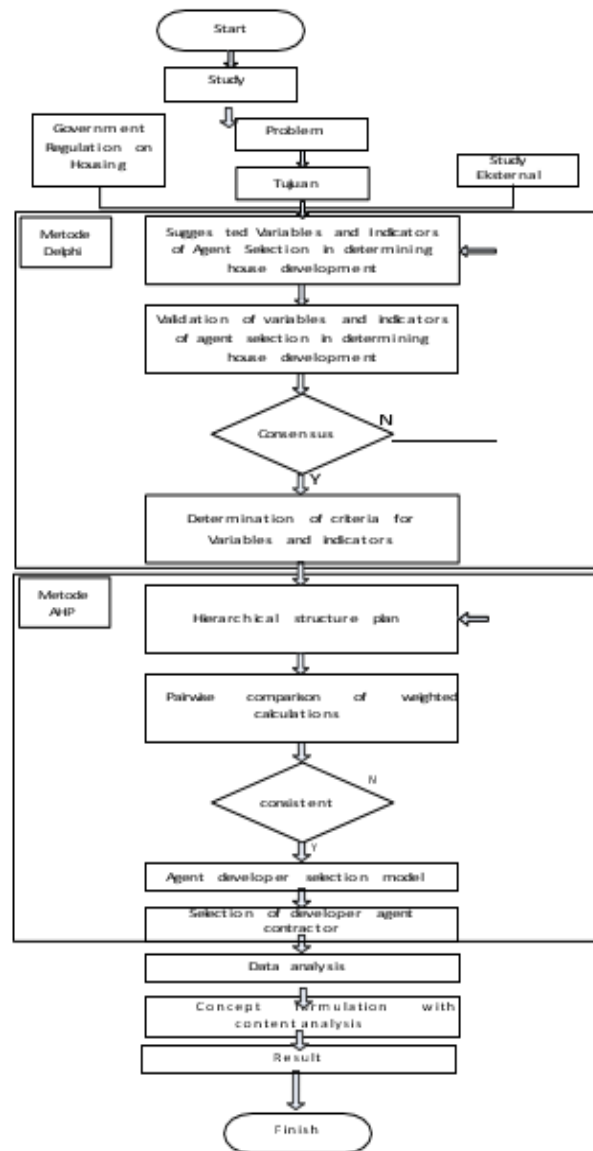 Start
Study
Government
Regulation on
Housing
Problem
Study
Eksternal
Tujuan
Metode
Delphi
Suggested Variables and Indicators
of Agent Selection in determining
house development
Validation of variables and indicators
of agent selection in determining
house development
Consensus
N
Y
Determination of criteria for
Variables and indicators
Metode
AHP
Hierarchical structure plan
Pairwise comparison of weighted
calculations
N
consistent
Y
Agent developer selection model
Selection of developer agent
contractor
Data analysis
Concept formulation with
content analysis
Result
Finish